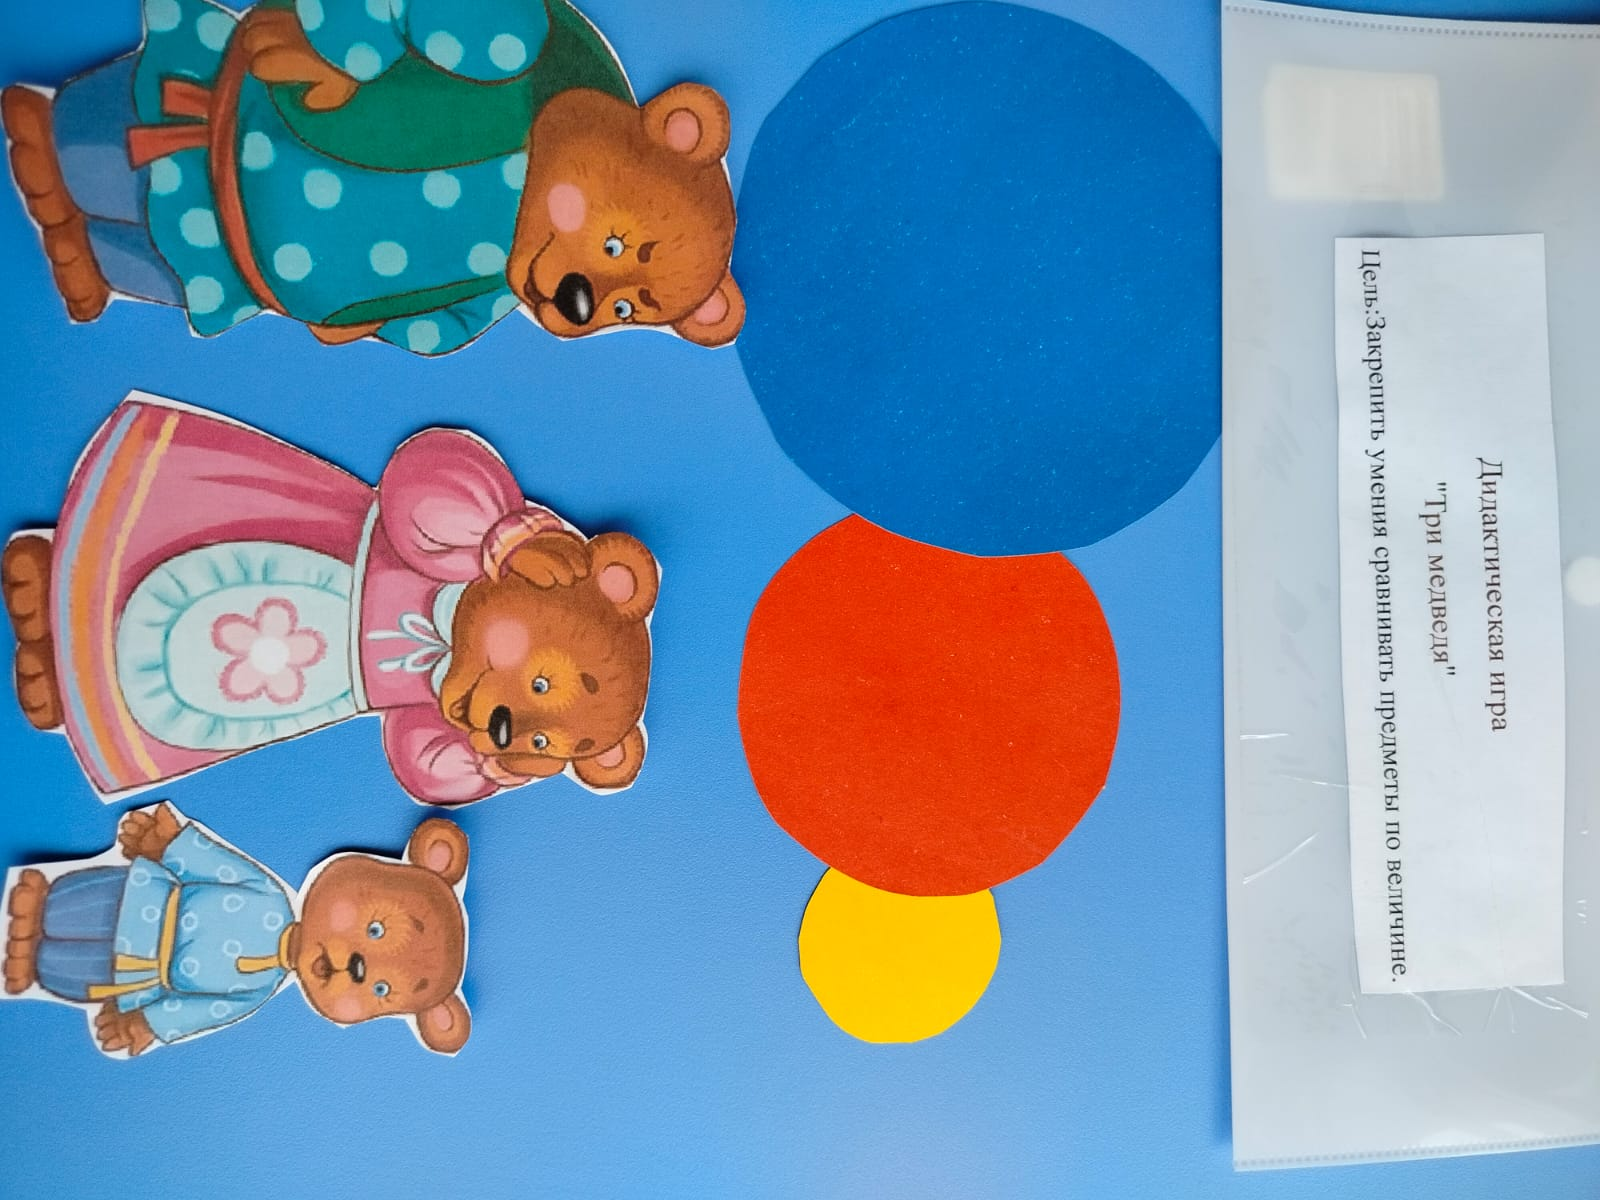 Дидактическая игра
"Три медведя"
Цель:Закрепить умения сравнивать предметы по величине.